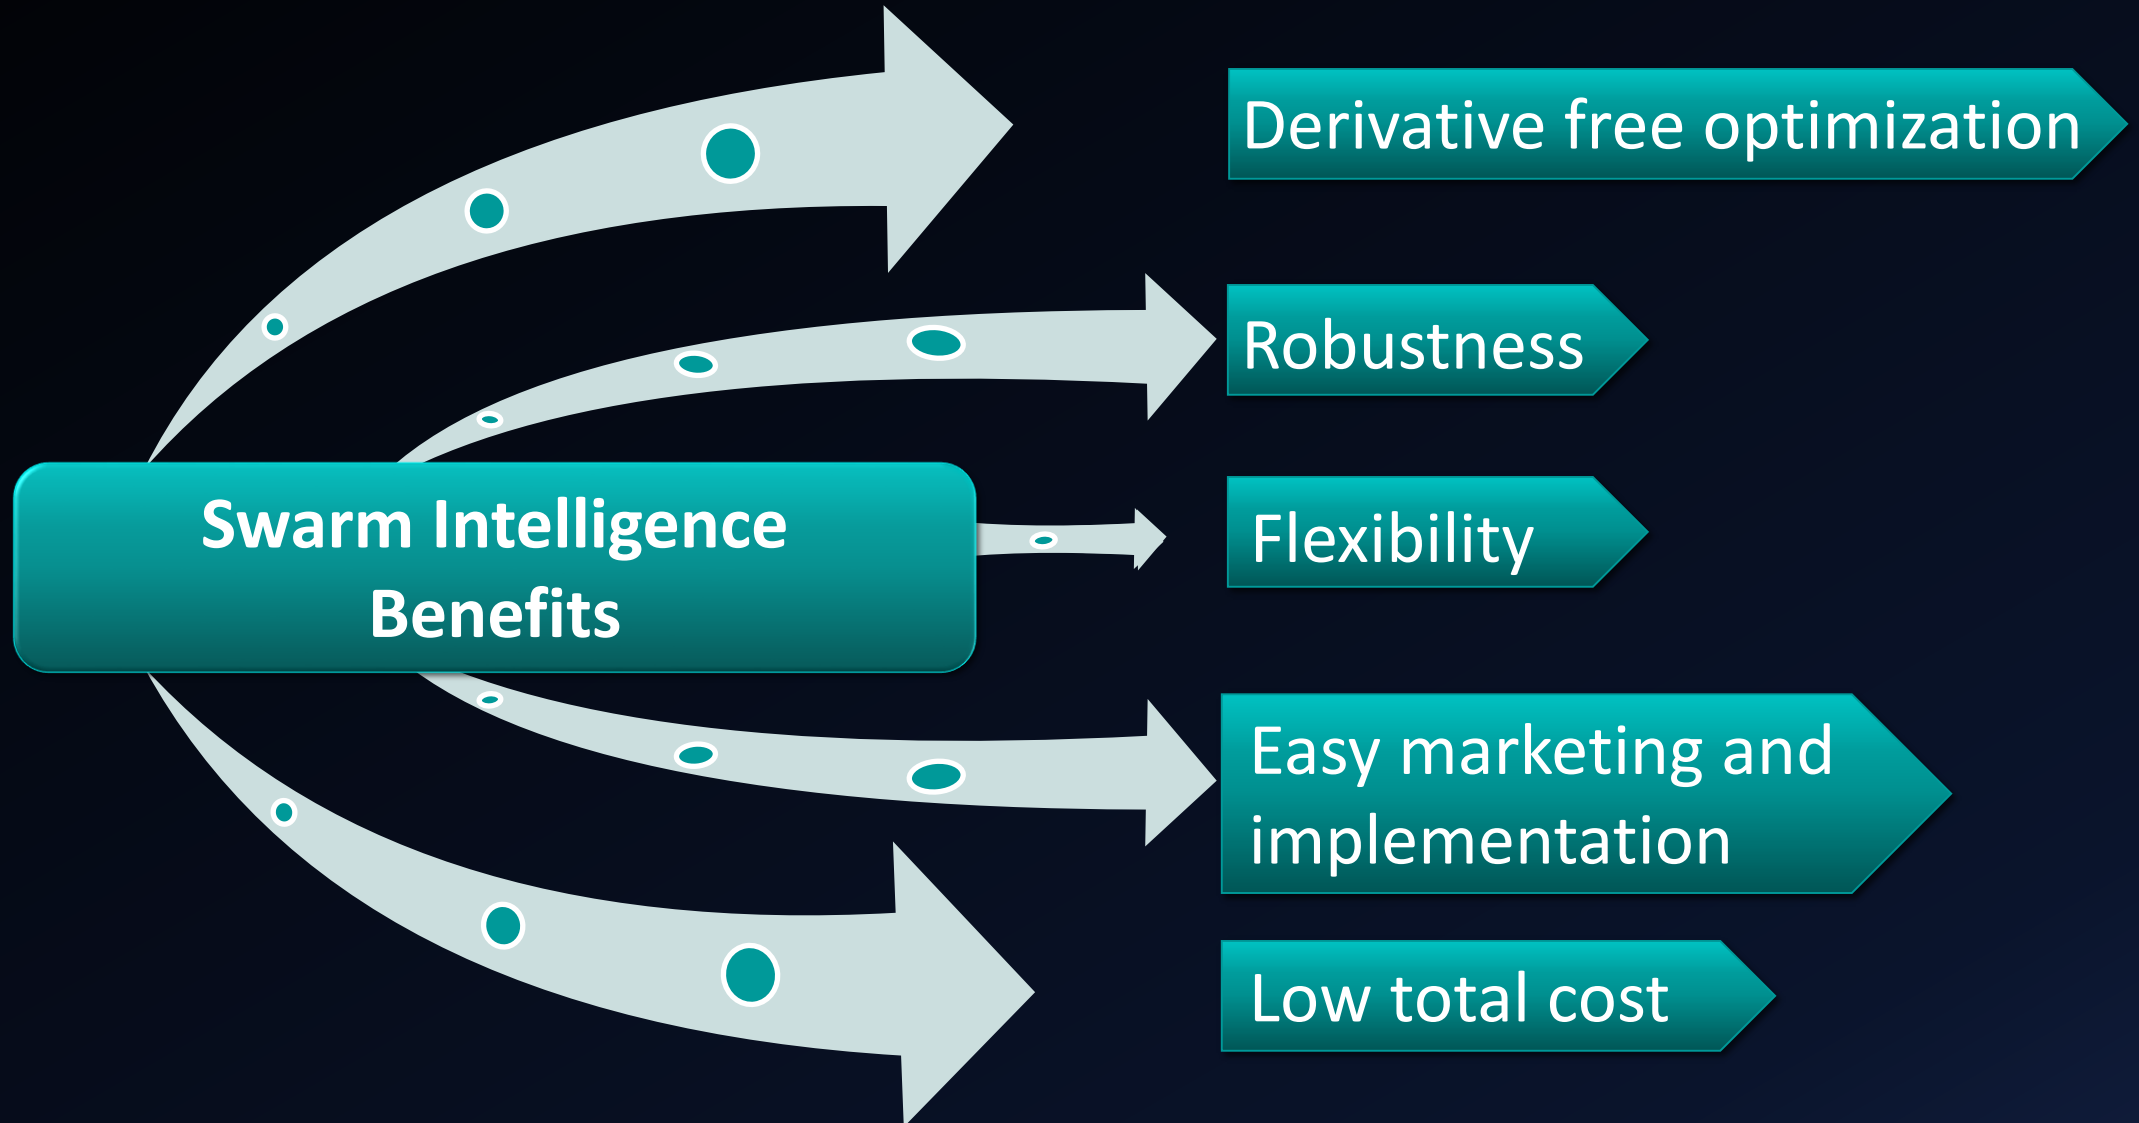 Derivative free optimization
Robustness
Swarm Intelligence
Benefits
Flexibility
Easy marketing and
implementation
Low total cost